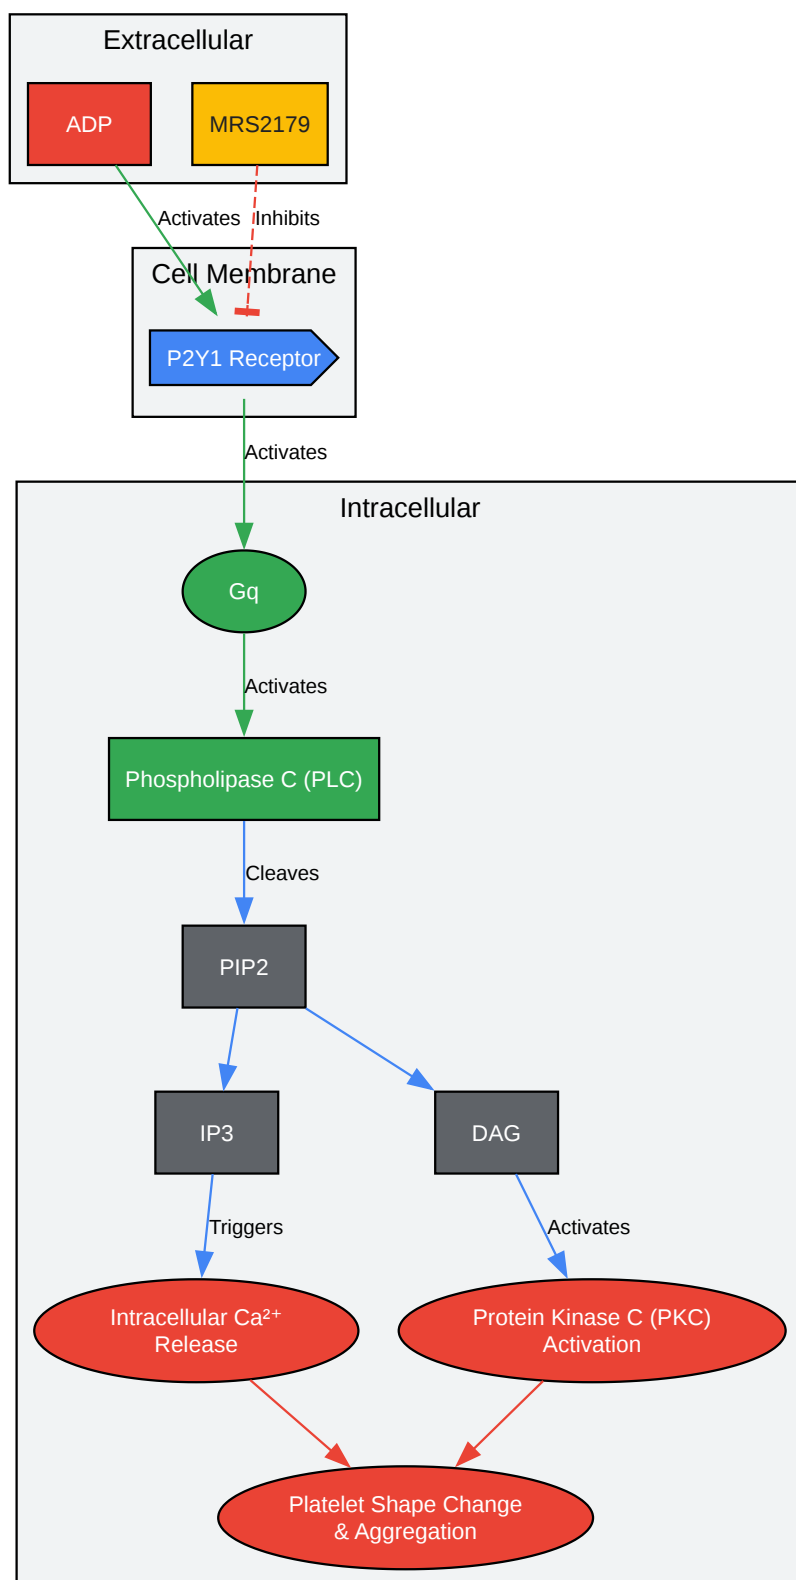 Extracellular
ADP
MRS2179
Activates
Inhibits
Cell Membrane
P2Y1 Receptor
Activates
Intracellular
Gq
Activates
Phospholipase C (PLC)
Cleaves
PIP2
IP3
DAG
Triggers
Activates
Intracellular Ca²⁺
Release
Protein Kinase C (PKC)
Activation
Platelet Shape Change
& Aggregation